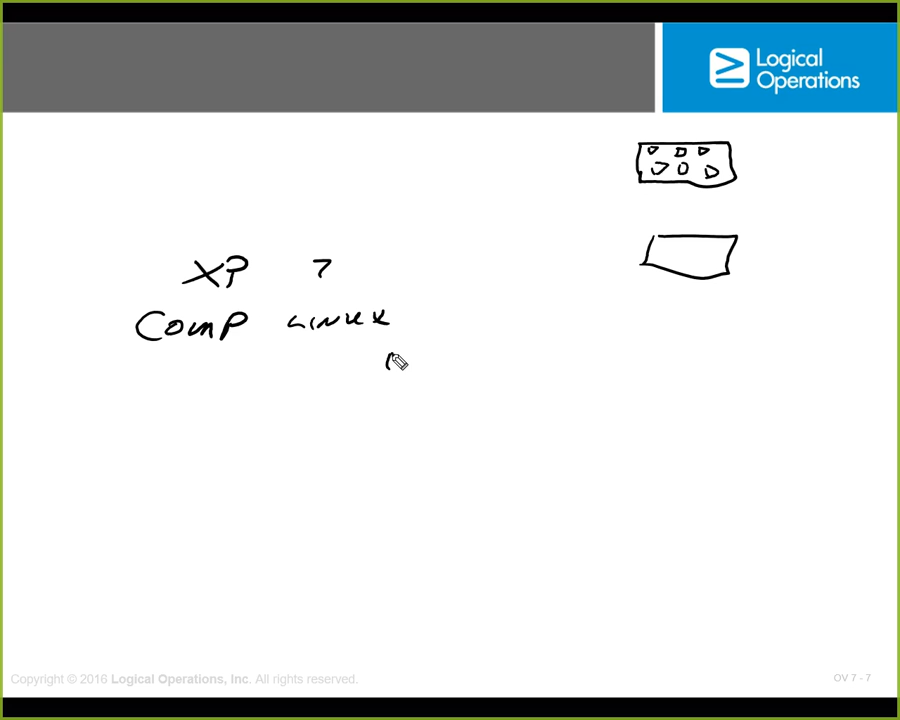 Logical
Operations
XP 7
Comp Linux
Copyright © 2016 Logical Operations, Inc. All rights reserved.
OV 7 - 7